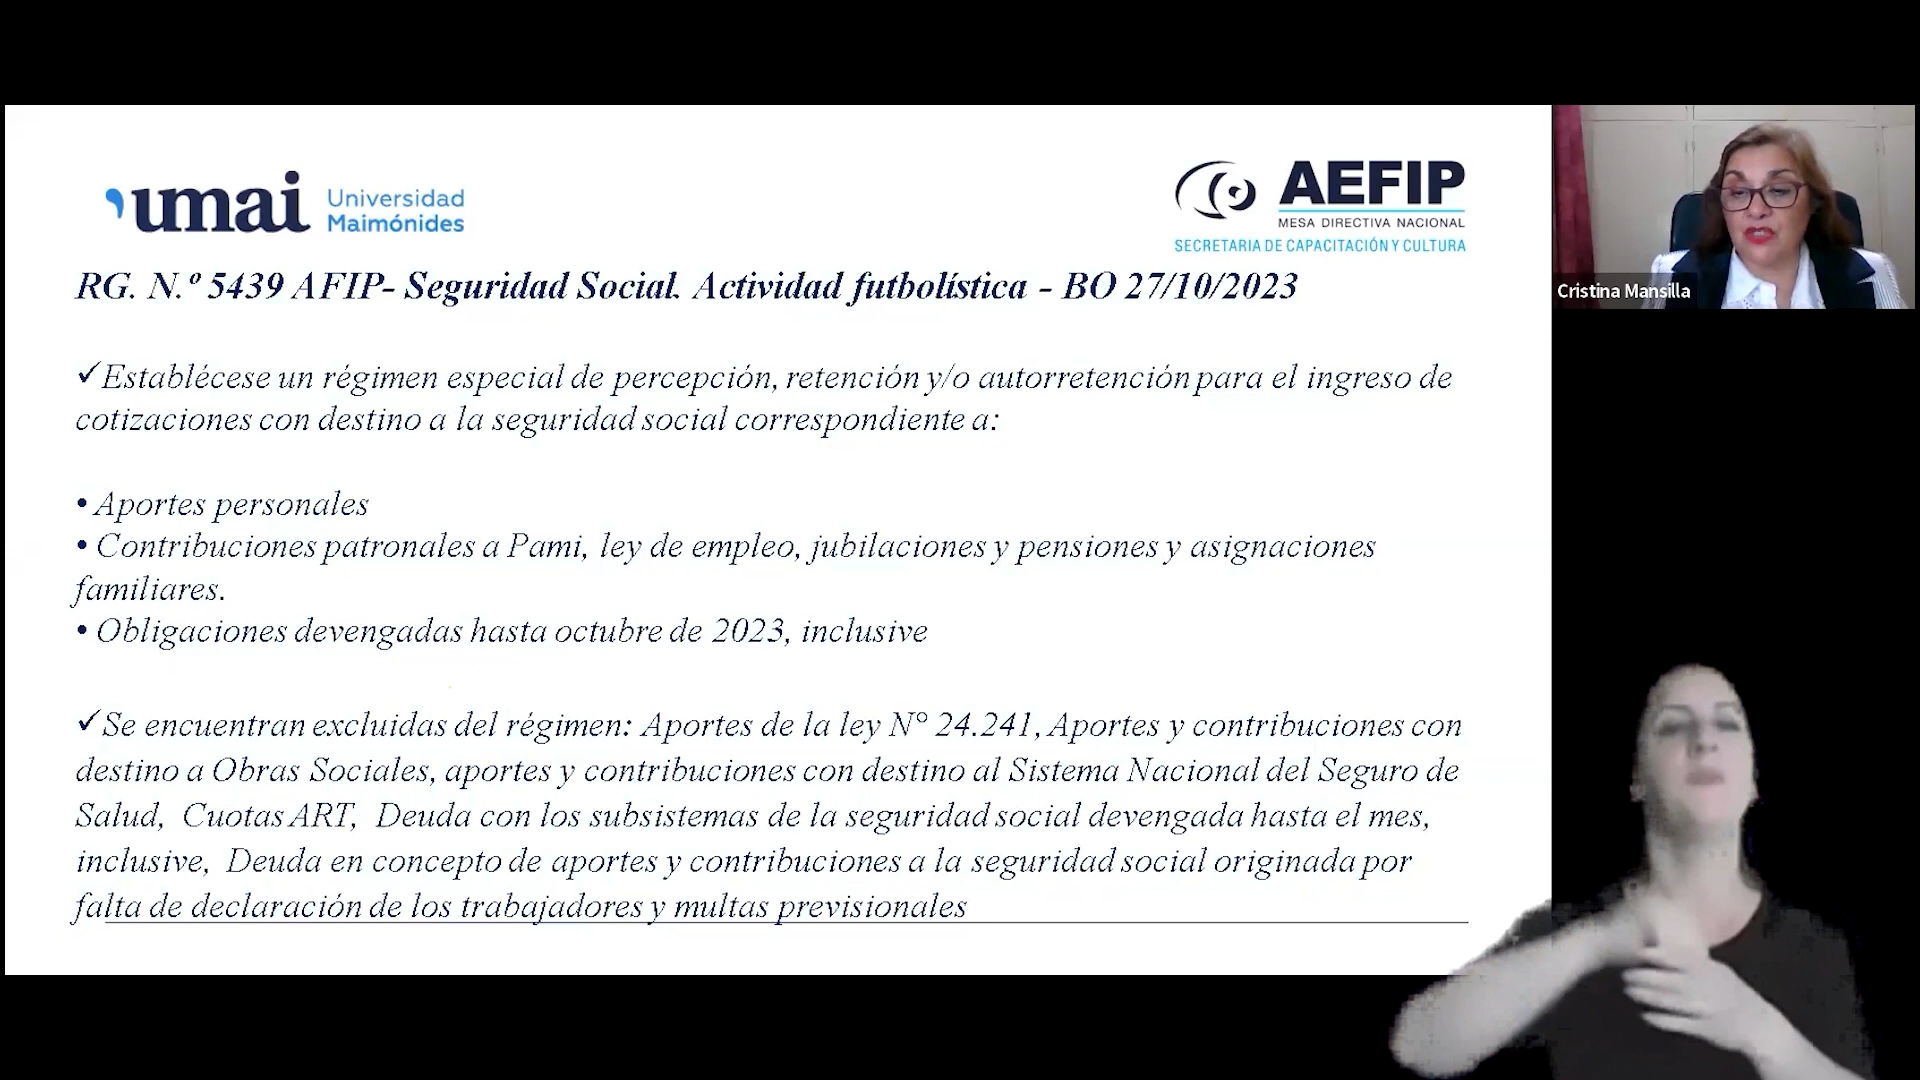 umai Universidad Maimónides
AEFIP
MESA DIRECTIVA NACIONAL
SECRETARIA DE CAPACITACIÓN Y CULTURA
RG. N.º 5439 AFIP- Seguridad Social. Actividad futbolística - BO 27/10/2023
Cristina Mansilla
✓Establécese un régimen especial de percepción, retención y/o autorretención para el ingreso de
cotizaciones con destino a la seguridad social correspondiente a:
• Aportes personales
• Contribuciones patronales a Pami, ley de empleo, jubilaciones y pensiones y asignaciones
familiares.
• Obligaciones devengadas hasta octubre de 2023, inclusive
✓Se encuentran excluidas del régimen: Aportes de la ley N° 24.241, Aportes y contribuciones con
destino a Obras Sociales, aportes y contribuciones con destino al Sistema Nacional del Seguro de
Salud, Cuotas ART, Deuda con los subsistemas de la seguridad social devengada hasta el mes,
inclusive, Deuda en concepto de aportes y contribuciones a la seguridad social originada por
falta de declaración de los trabajadores y multas previsionales